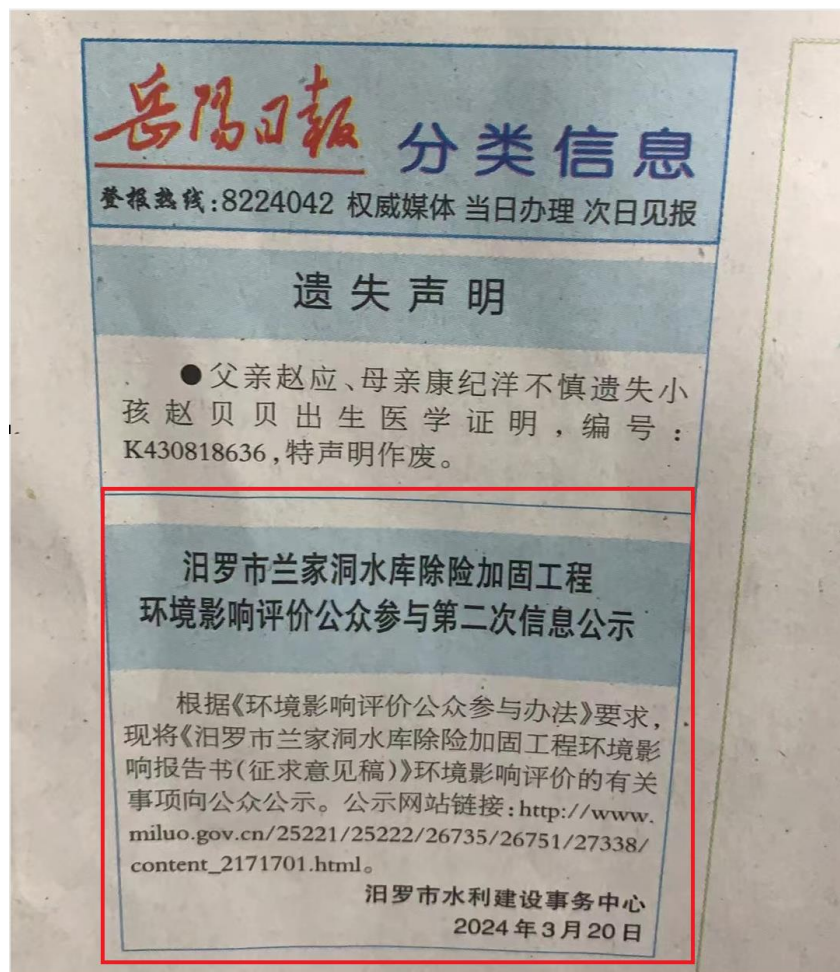 岳陽日報 分类信息
登报热线:8224042 权威媒体 当日办理 次日见报
遗失声明
●父亲赵应、母亲康纪洋不慎遗失小
孩赵贝贝出生医学证明,编号:
K430818636,特声明作废。
汨罗市兰家洞水库除险加固工程
环境影响评价公众参与第二次信息公示
根据《环境影响评价公众参与办法》要求,
现将《汨罗市兰家洞水库除险加固工程环境影
响报告书(征求意见稿)》环境影响评价的有关
事项向公众公示。公示网站链接:http://www.
miluo.gov.cn/25221/25222/26735/26751/27338/
content_2171701.html。
汨罗市水利建设事务中心
2024年3月20日